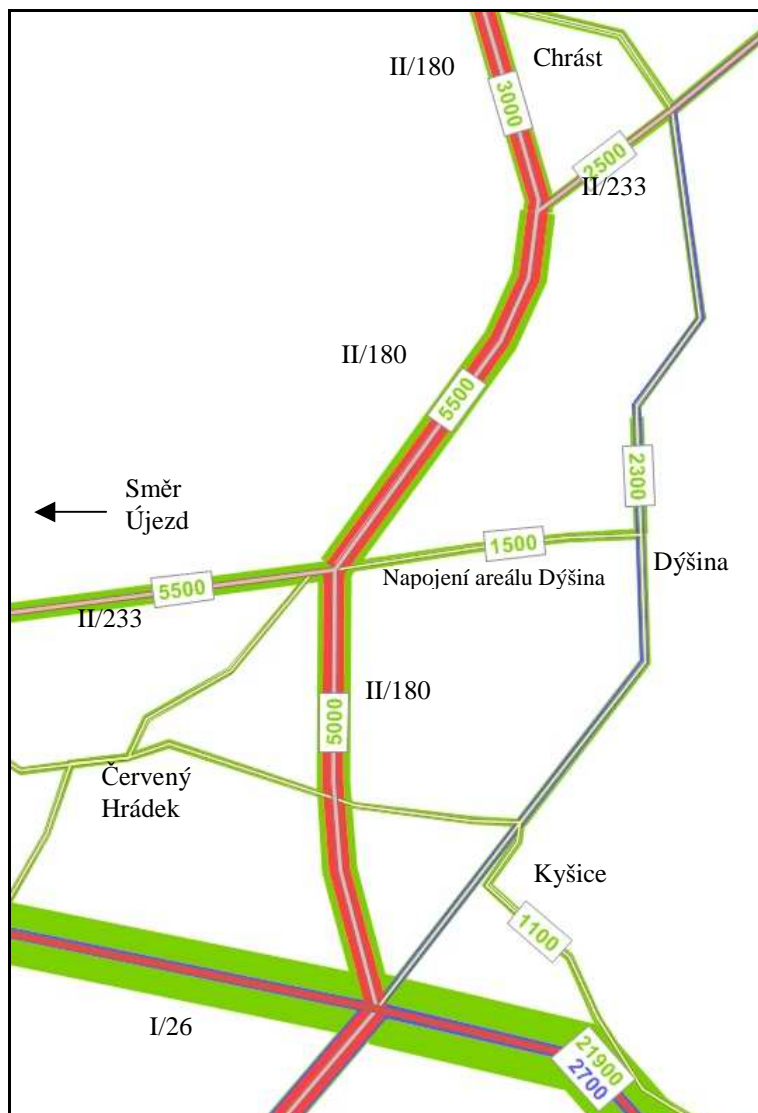 Chrást
II/180
3000
2500
II/233
II/180
5500
2300
Směr
Újezd
1500
Dýšina
Napojení areálu Dýšina
5500
II/233
II/180
5000
Červený
Hrádek
Kyšice
1100
I/26
21900
2700